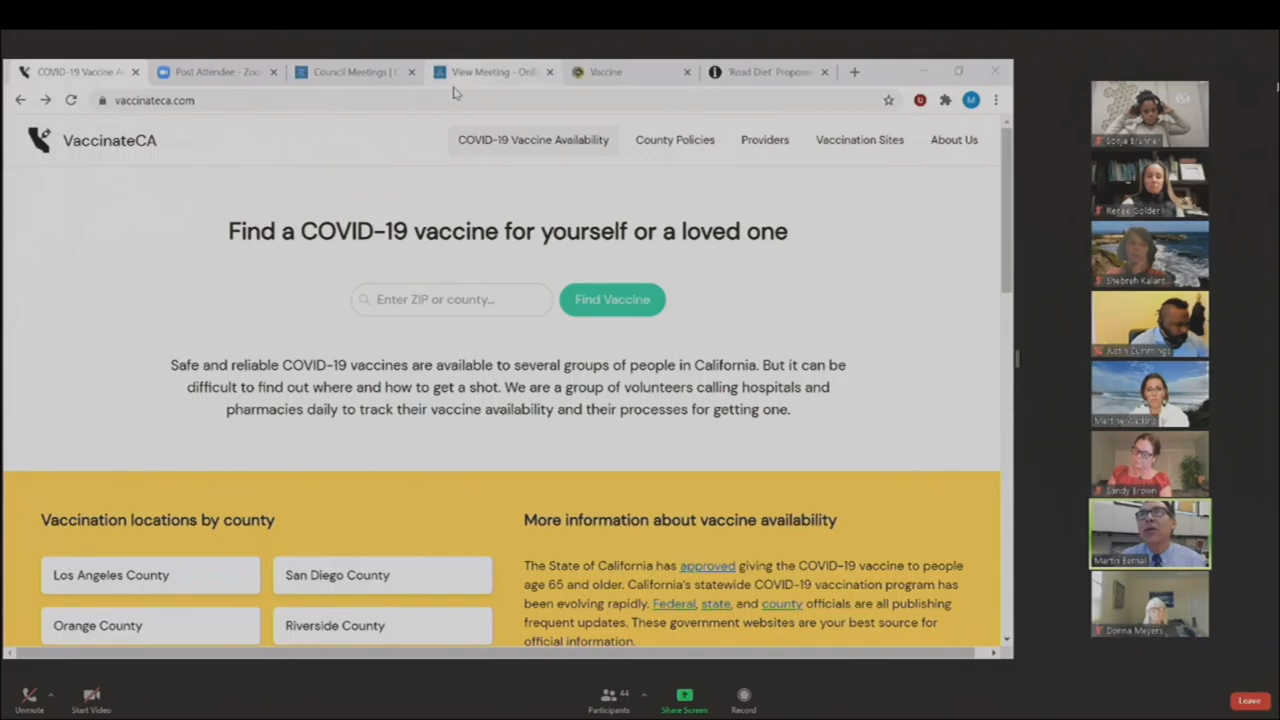 COVID-19 Vaccine A
Post Attendee - Zoo
Council Meetings | C
View Meeting - OnB
Vaccine
'Road Diet' Propose
vaccinateca.com
VaccinateCA
COVID-19 Vaccine Availability
County Policies
Providers
Vaccination Sites
About Us
Find a COVID-19 vaccine for yourself or a loved one
Enter ZIP or county...
Find Vaccine
Safe and reliable COVID-19 vaccines are available to several groups of people in California. But it can be
difficult to find out where and how to get a shot. We are a group of volunteers calling hospitals and
pharmacies daily to track their vaccine availability and their processes for getting one.
Vaccination locations by county
Los Angeles County
San Diego County
Orange County
Riverside County
More information about vaccine availability
The State of California has approved giving the COVID-19 vaccine to people
age 65 and older. California's statewide COVID-19 vaccination program has
been evolving rapidly. Federal, state, and county officials are all publishing
frequent updates. These government websites are your best source for
official information.
Sonja Brunner
Renee Golder
Shebreh Kalant
Justin Cummings
Martine Watkins
Sandy Brown
Martin Bernal
Donna Meyers
Unmute
Start Video
44
Participants
Share Screen
Record
Leave